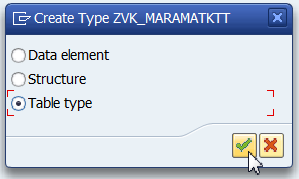 Create Type ZVK_MARAMATKTT
Data element
Structure
Table type